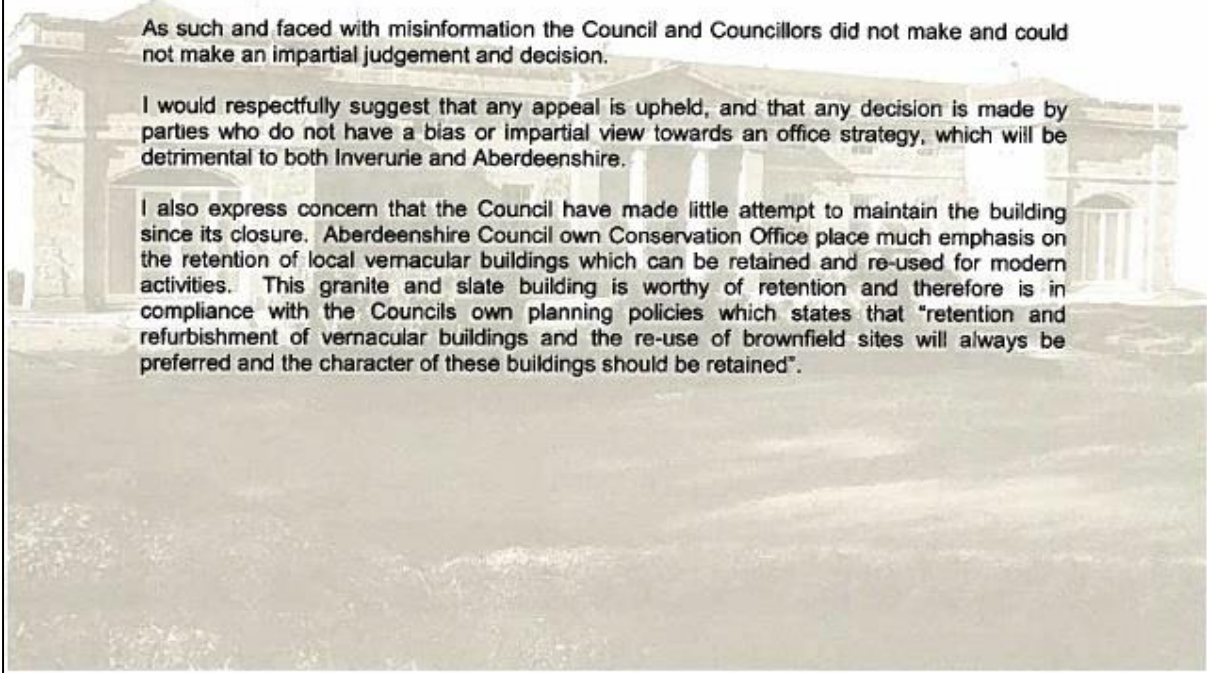 As such and faced with misinformation the Council and Councillors did not make and could
not make an impartial judgement and decision.
I would respectfully suggest that any appeal is upheld, and that any decision is made by
parties who do not have a bias or impartial view towards an office strategy, which will be
detrimental to both Inverurie and Aberdeenshire.
I also express concern that the Council have made little attempt to maintain the building
since its closure. Aberdeenshire Council own Conservation Office place much emphasis on
the retention of local vernacular buildings which can be retained and re-used for modern
activities. This granite and slate building is worthy of retention and therefore is in
compliance with the Councils own planning policies which states that "retention and
refurbishment of vernacular buildings and the re-use of brownfield sites will always be
preferred and the character of these buildings should be retained".